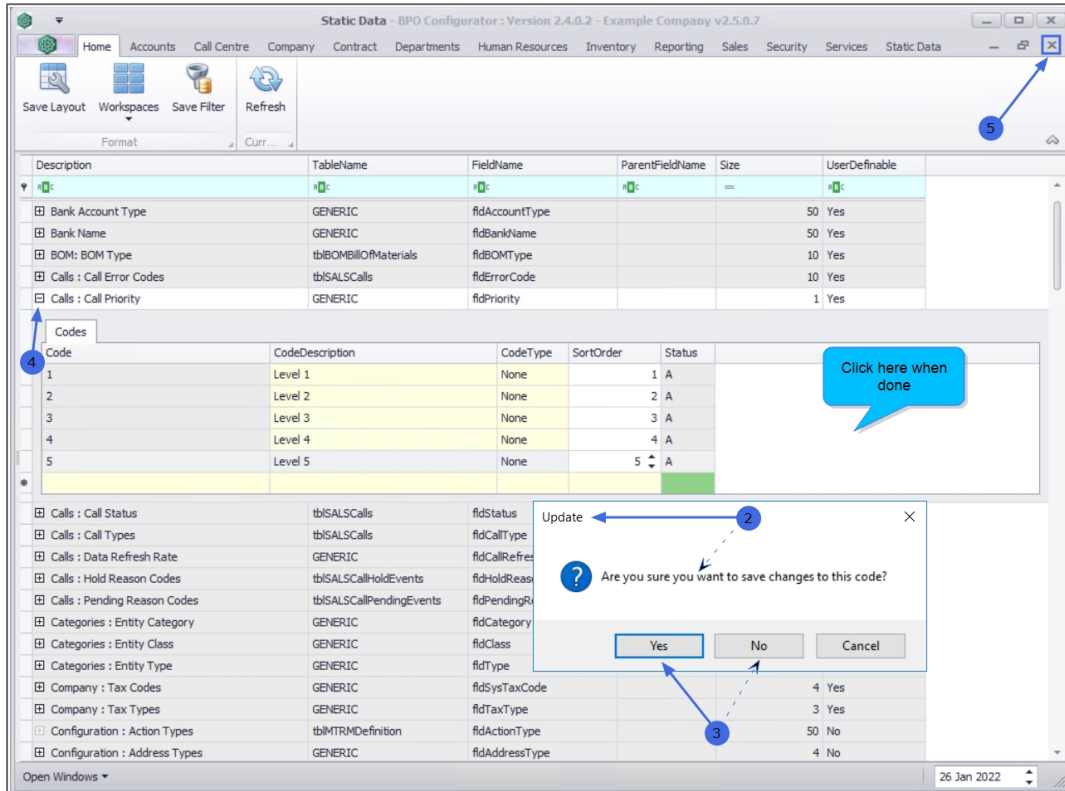 Static Data - BPO Configurator : Version 2.4.0.2 - Example Company v2.5.0.7
Home Accounts Call Centre Company Contract Departments Human Resources Inventory Reporting Sales Security Services Static Data
Save Layout Workspaces Save Filter Refresh
Format Curr...
5
Description TableName FieldName ParentFieldName Size UserDefinable
Bank Account Type GENERIC fldAccountType 50 Yes
Bank Name GENERIC fldBankName 50 Yes
BOM: BOM Type tblBOMBillOfMaterials fldBOMType 10 Yes
Calls : Call Error Codes tblSALSCalls fldErrorCode 10 Yes
Calls : Call Priority GENERIC fldPriority 1 Yes
Codes
4
Code CodeDescription CodeType SortOrder Status
Click here when
done
1 Level 1 None 1 A
2 Level 2 None 2 A
3 Level 3 None 3 A
4 Level 4 None 4 A
5 Level 5 None 5 A
Calls : Call Status tblSALSCalls fldStatus
Calls : Call Types tblSALSCalls fldCallType
Calls : Data Refresh Rate GENERIC fldCallRefres
Calls : Hold Reason Codes tblSALSCallHoldEvents fldHoldReas
Calls : Pending Reason Codes tblSALSCallPendingEvents fldPendingR
Categories : Entity Category GENERIC fldCategory
Categories : Entity Class GENERIC fldClass
Categories : Entity Type GENERIC fldType
Update
2
Are you sure you want to save changes to this code?
Yes No Cancel
3
Company : Tax Codes GENERIC fldSysTaxCode 4 Yes
Company : Tax Types GENERIC fldTaxType 3 Yes
Configuration : Action Types tblMTRMDefinition fldActionType 50 No
Configuration : Address Types GENERIC fldAddressType 4 No
Open Windows 26 Jan 2022